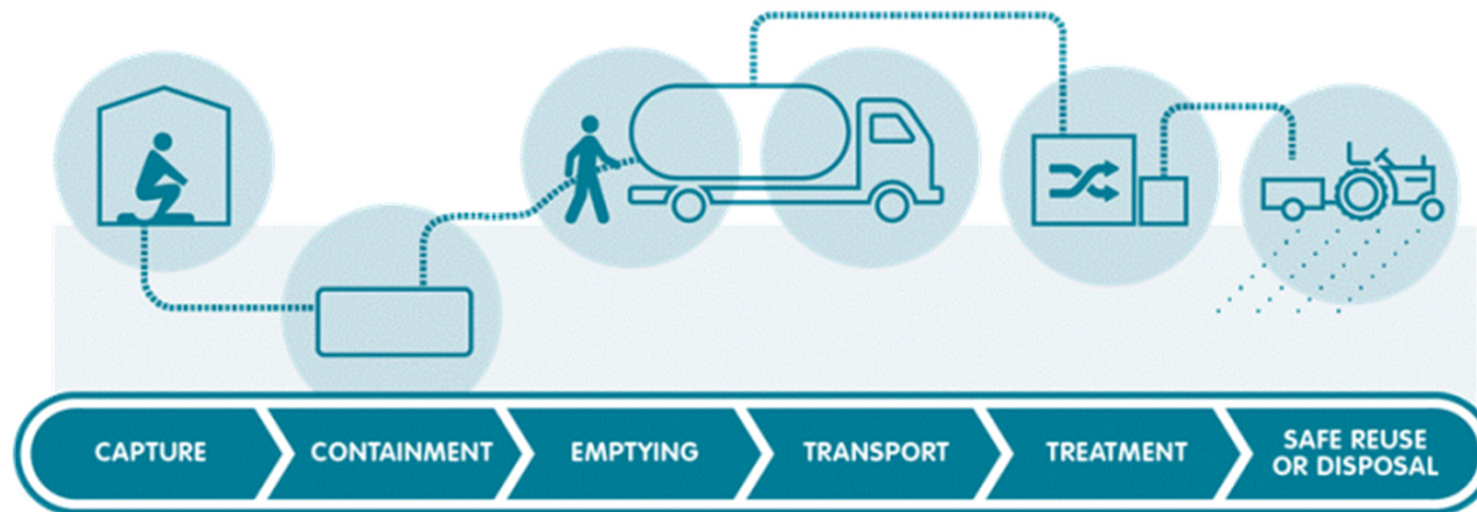 CAPTURE
CONTAINMENT
EMPTYING
TRANSPORT
TREATMENT
SAFE REUSE
OR DISPOSAL